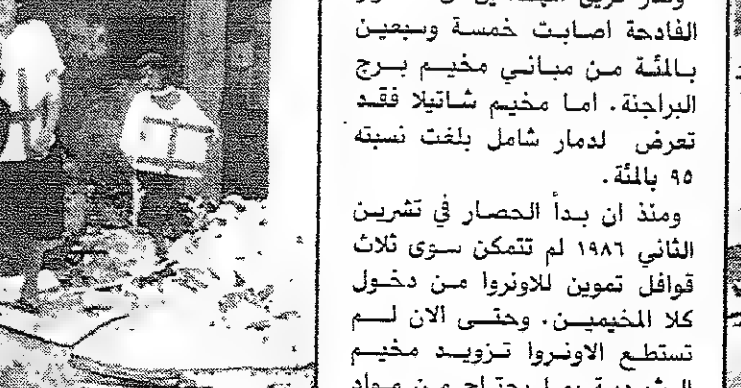 الفادحة اصابت خمسة وسبعين
بالمئة من مباني مخيم برج
البراجنة. اما مخيم شاتيلا فقد
تعرض لدمار شامل بلغت نسبته
٩٥ بالمئة.
ومنذ ان بدأ الحصار في تشرين
الثاني ١٩٨٦ لم تتمكن سوى ثلاث
قوافل تموين للاونروا من دخول
كلا المخيمين. وحتى الان لم
تستطع الاونروا تزويد مخيم